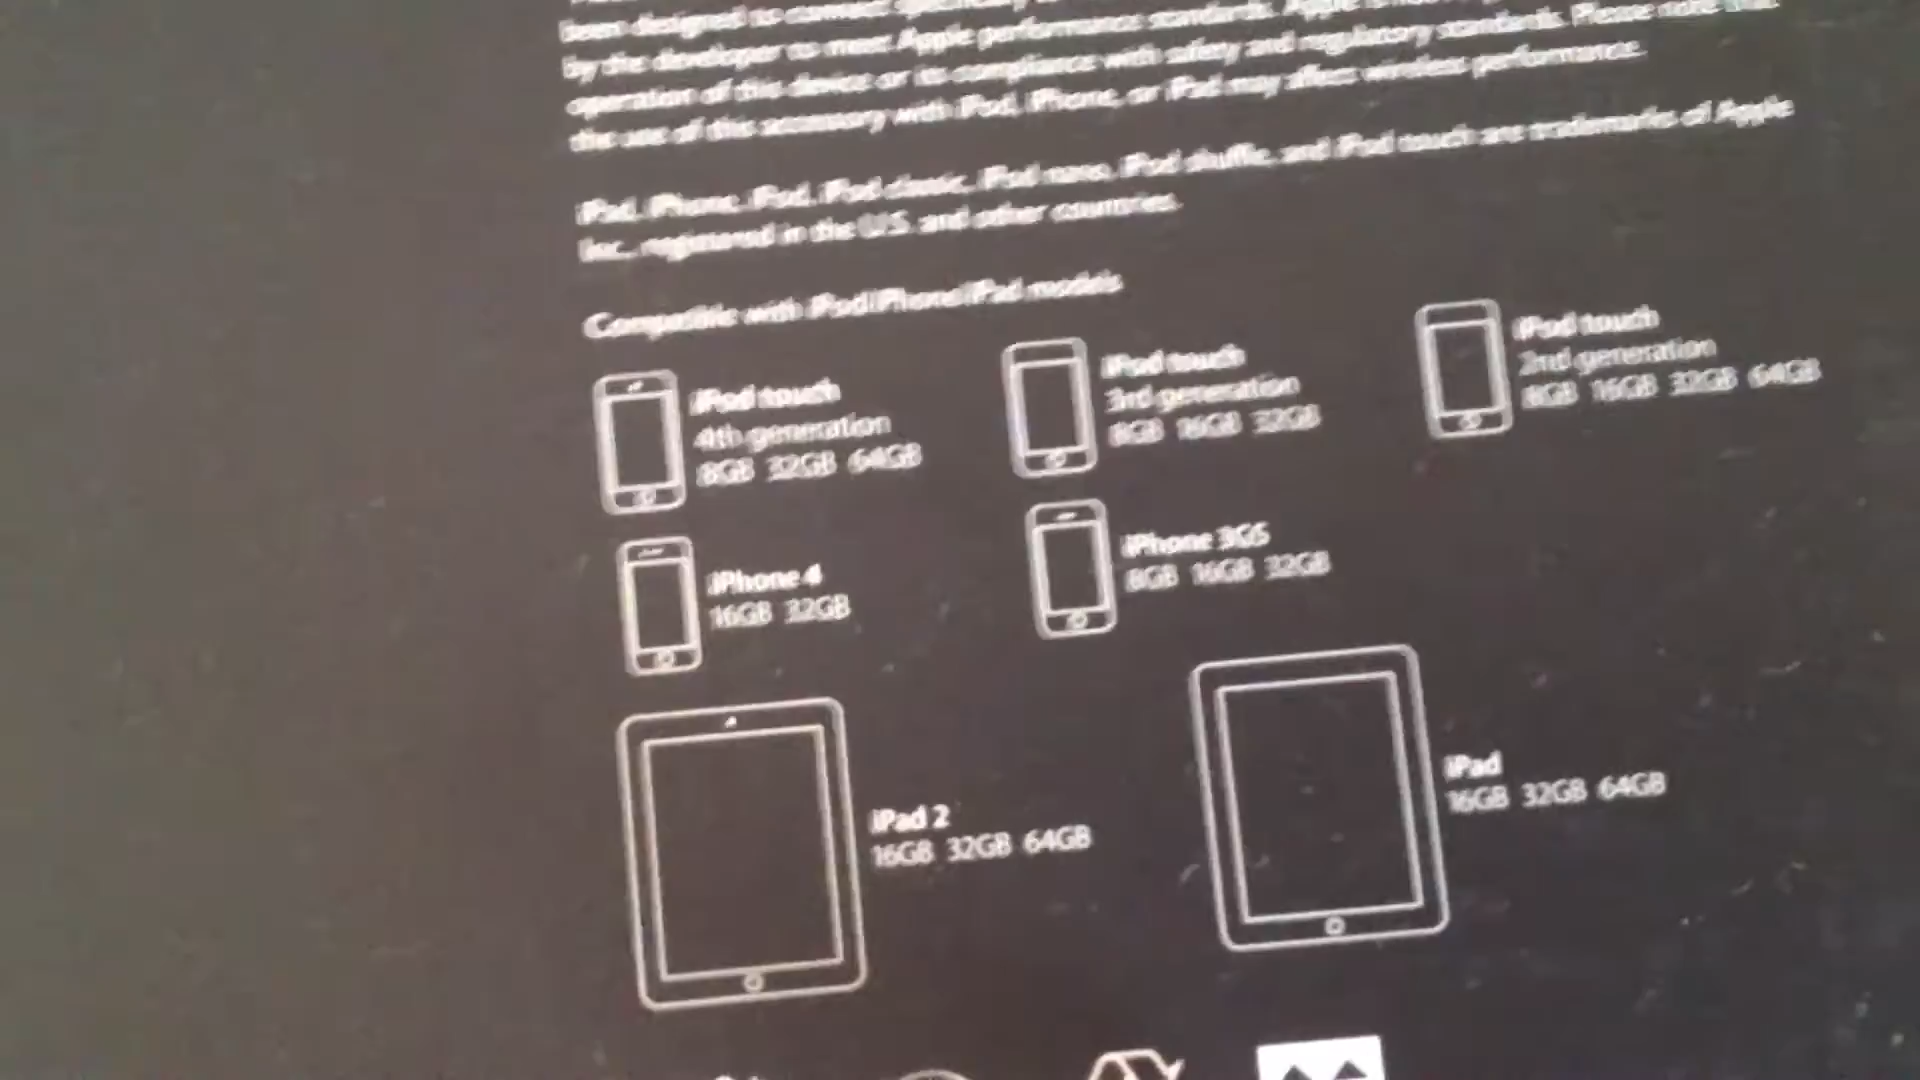 been designed to connect specifically to
by the developer to meet Apple performance standards. Apple is not
operation of this device or its compliance with safety and regulatory standards. Please note that
the use of this accessory with iPod, iPhone, or iPad may affect wireless performance.
iPad, iPhone, iPod, iPod classic, iPod nano, iPod shuffle, and iPod touch are trademarks of Apple
Inc., registered in the U.S. and other countries.
Compatible with iPod/iPhone/iPad models
iPod touch
4th generation
8GB 32GB 64GB
iPod touch
3rd generation
8GB 16GB 32GB
iPod touch
2nd generation
8GB 16GB 32GB 64GB
iPhone 4
16GB 32GB
iPhone 3GS
8GB 16GB 32GB
iPad 2
16GB 32GB 64GB
iPad
16GB 32GB 64GB